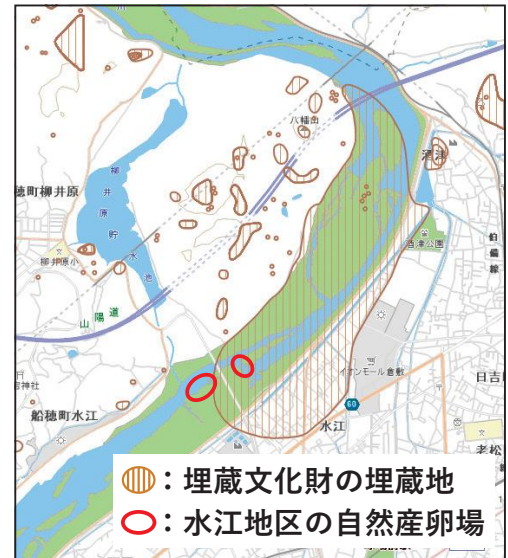 八幡山
酒津
穂町柳井原
柳井原貯水池
酒津公園
伯備線
柳井原小
山陽道
イオンモール倉敷
日吉
船穂町水江
60
水江
老松
：埋蔵文化財の埋蔵地
：水江地区の自然産卵場